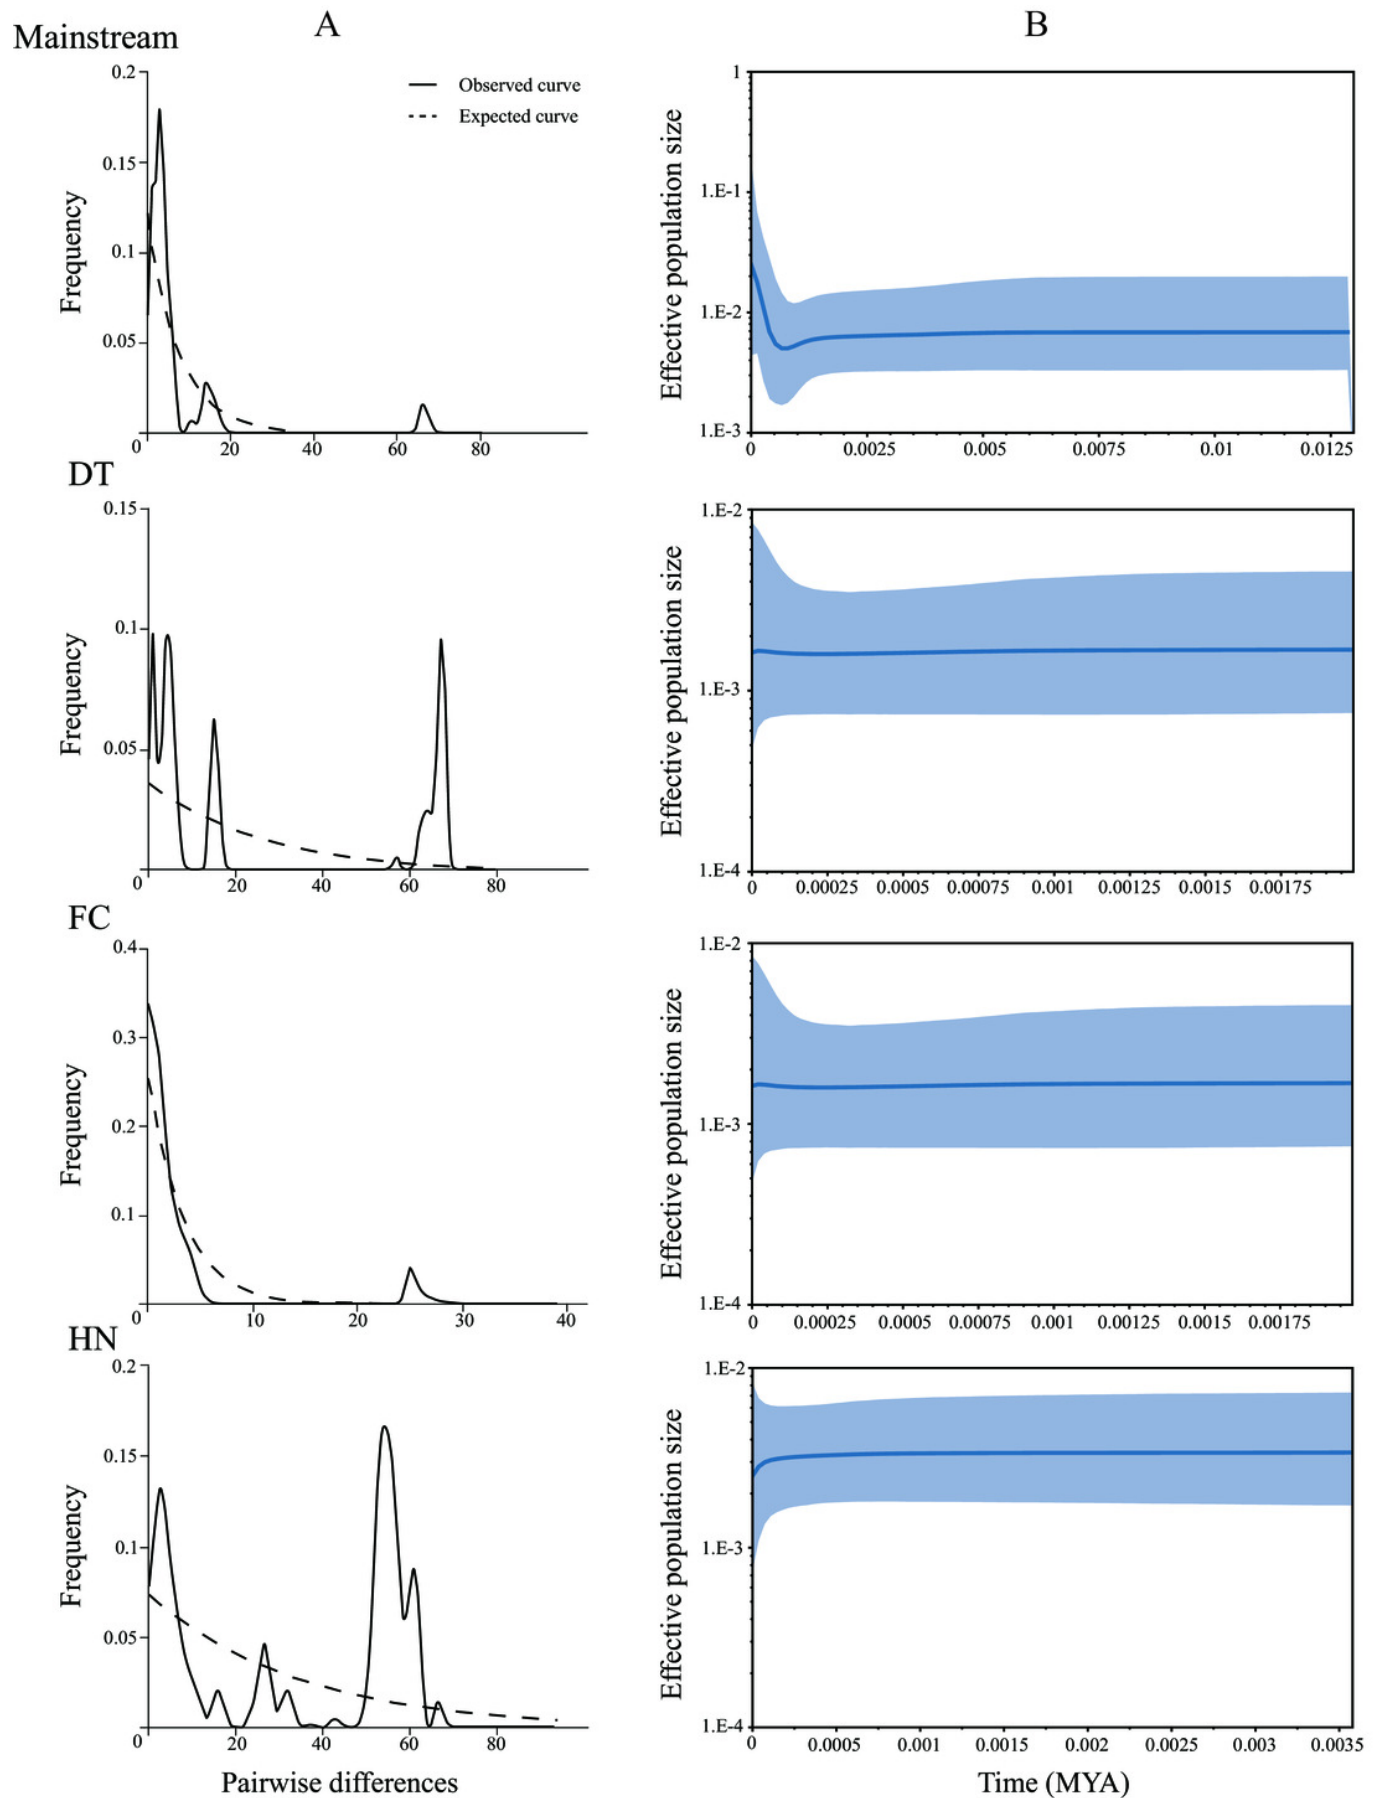 A
B
Mainstream
0.2
0.15
0.1
0.05
0
20
40
60
80
Frequency
Observed curve
Expected curve
1
1.E-1
1.E-2
1.E-3
0
0.0025
0.005
0.0075
0.01
0.0125
Effective population size
DT
0.15
0.1
0.05
0
20
40
60
80
Frequency
1.E-2
1.E-3
1.E-4
0
0.00025
0.0005
0.00075
0.001
0.00125
0.0015
0.00175
Effective population size
FC
0.4
0.3
0.2
0.1
0
10
20
30
40
Frequency
1.E-2
1.E-3
1.E-4
0
0.00025
0.0005
0.00075
0.001
0.00125
0.0015
0.00175
Effective population size
HN
0.2
0.15
0.1
0.05
0
20
40
60
80
Frequency
Pairwise differences
1.E-2
1.E-3
1.E-4
0
0.0005
0.001
0.0015
0.002
0.0025
0.003
0.0035
Effective population size
Time (MYA)